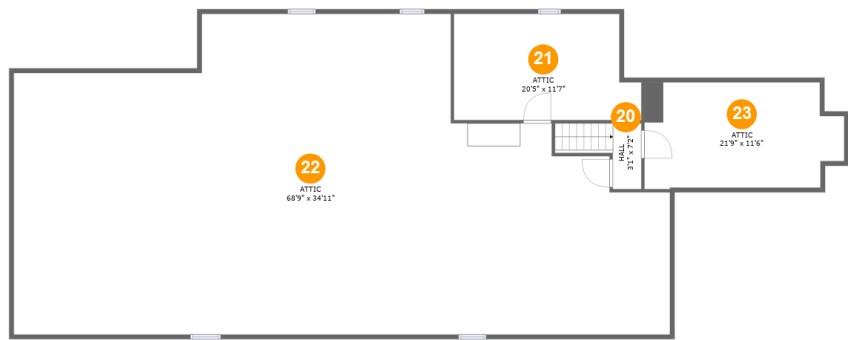 21
ATTIC
20'5" x 11'7"
20
HALL
3'1" x 7'2"
23
ATTIC
21'9" x 11'6"
22
ATTIC
68'9" x 34'11"